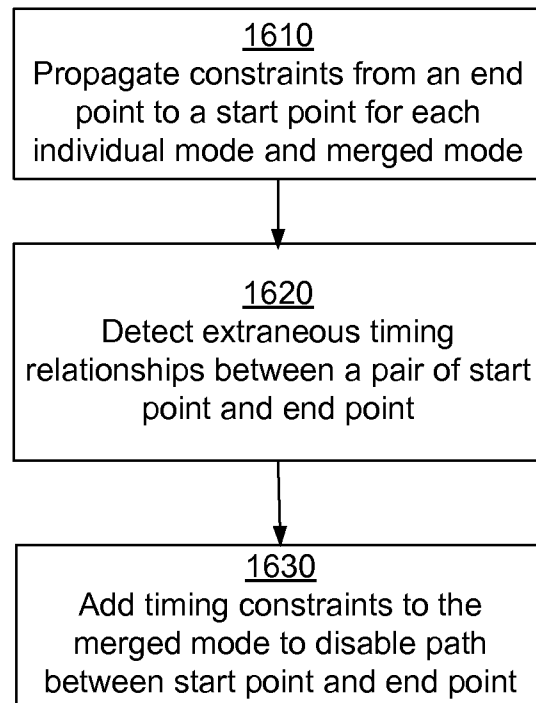 1610
Propagate constraints from an end
point to a start point for each
individual mode and merged mode
1620
Detect extraneous timing
relationships between a pair of start
point and end point
1630
Add timing constraints to the
merged mode to disable path
between start point and end point